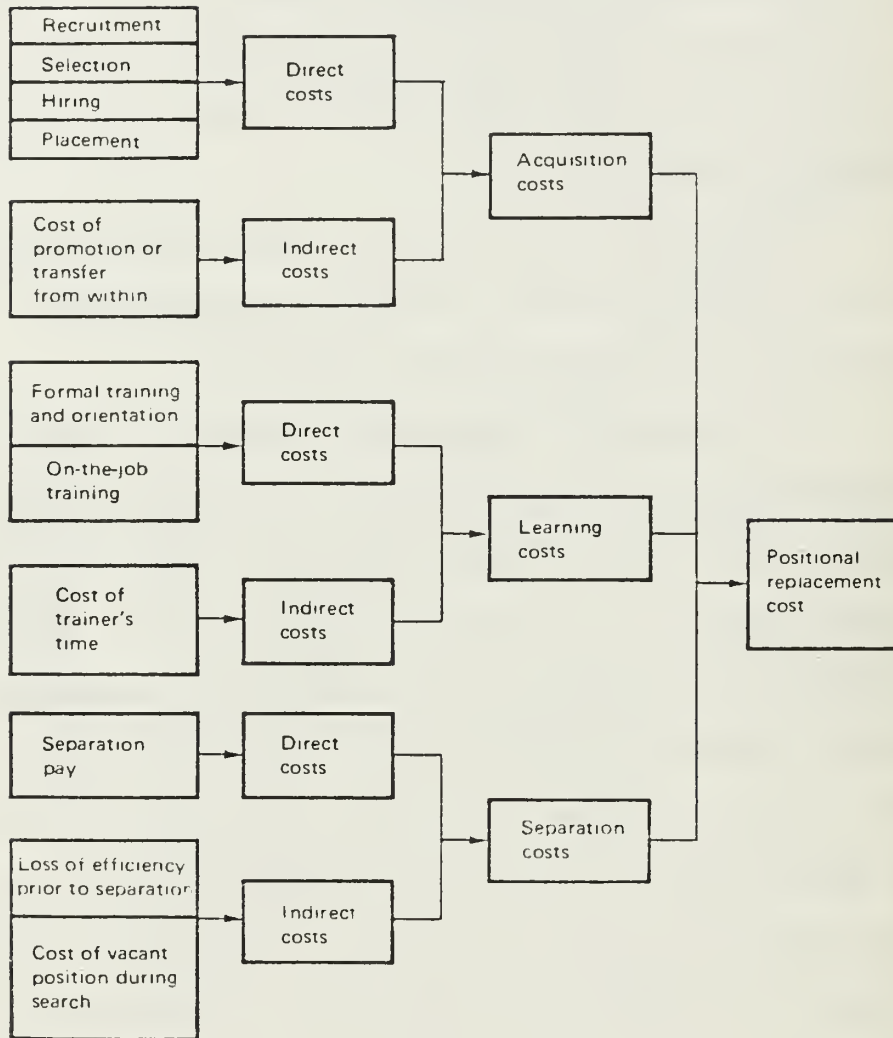 Recruitment
Selection
Hiring
Placement
Direct
costs
Acquisition
costs
Cost of
promotion or
transfer
from within
Indirect
costs
Formal training
and orientation
On-the-job
training
Direct
costs
Learning
costs
Positional
replacement
cost
Cost of
trainer's
time
Indirect
costs
Separation
pay
Direct
costs
Separation
costs
Loss of efficiency
prior to separation
Cost of vacant
position during
search
Indirect
costs